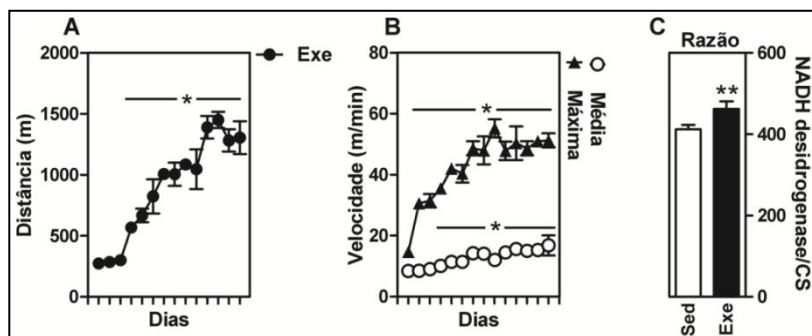 A
Distância (m)
2000
1500
1000
500
0
*
Dias
Exe
B
Velocidade (m/min)
80
60
40
20
0
*
*
Dias
Máxima
Média
C
Razão
**
Sed
Exe
600
400
200
0
NADH desidrogenase/CS